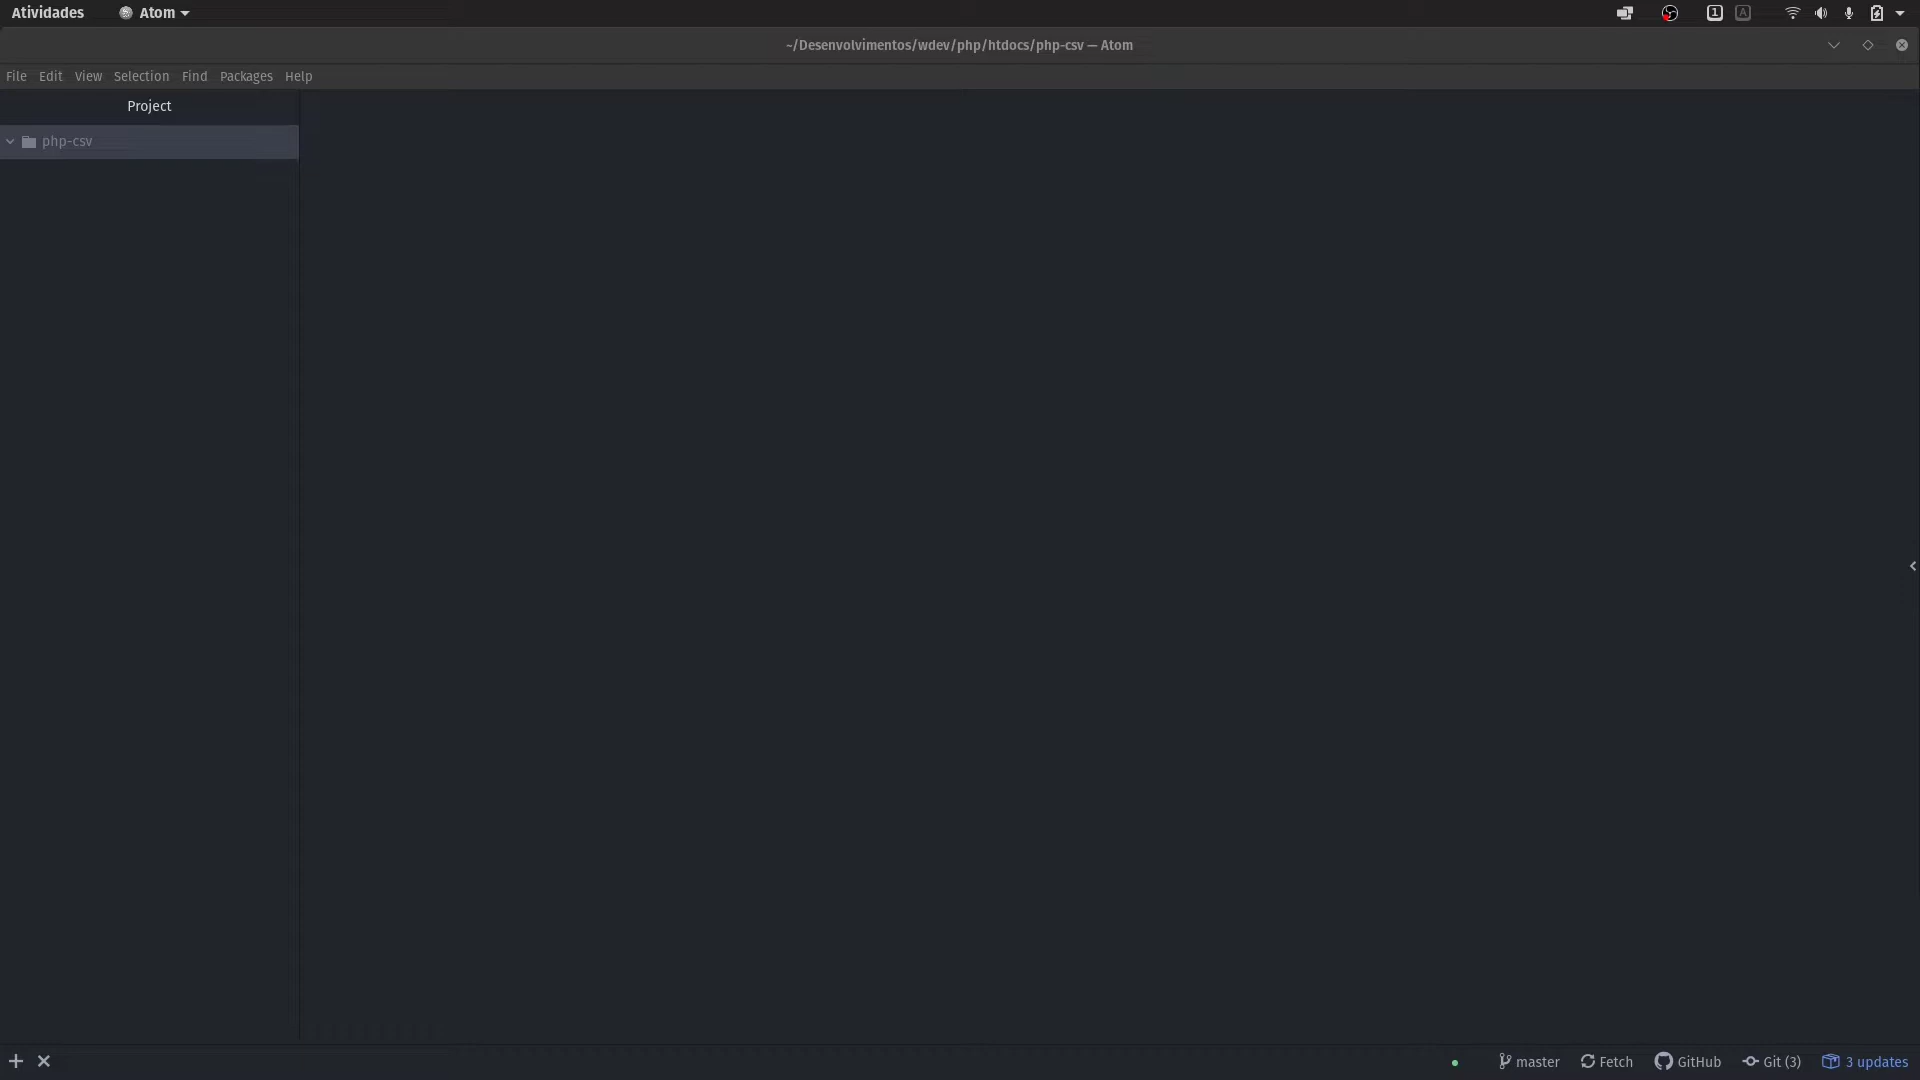 Atividades Atom 1 A
~/Desenvolvimentos/wdev/php/htdocs/php-csv — Atom
File Edit View Selection Find Packages Help
Project
php-csv
master Fetch GitHub Git (3) 3 updates